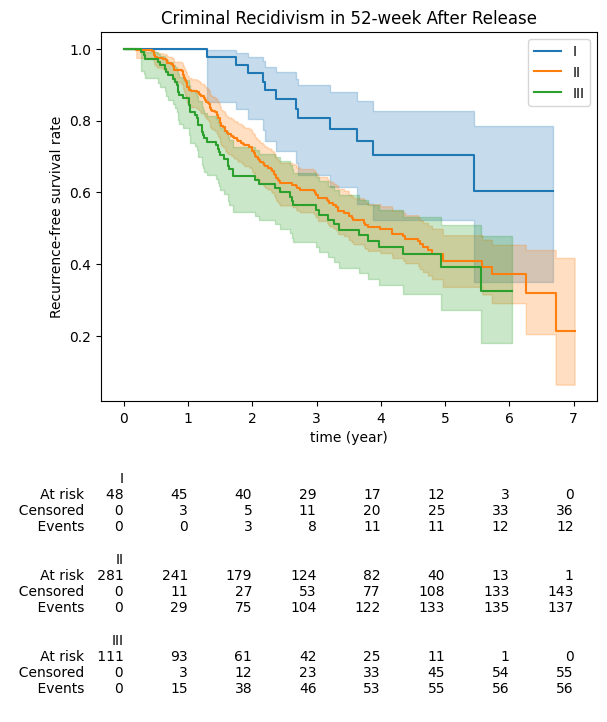 Criminal Recidivism in 52-week After Release
I
II
III
1.0
0.8
0.6
0.4
0.2
Recurrence-free survival rate
0 1 2 3 4 5 6 7
time (year)
I
At risk 48 45 40 29 17 12 3 0
Censored 0 3 5 11 20 25 33 36
Events 0 0 3 8 11 11 12 12
II
At risk 281 241 179 124 82 40 13 1
Censored 0 11 27 53 77 108 133 143
Events 0 29 75 104 122 133 135 137
III
At risk 111 93 61 42 25 11 1 0
Censored 0 3 12 23 33 45 54 55
Events 0 15 38 46 53 55 56 56